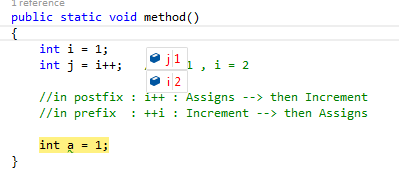 1 reference
public static void method()
{
int i = 1;
int j = i++; 1 , i = 2
j 1
i 2
//in postfix : i++ : Assigns --> then Increment
//in prefix : ++i : Increment --> then Assigns
int a = 1;
}